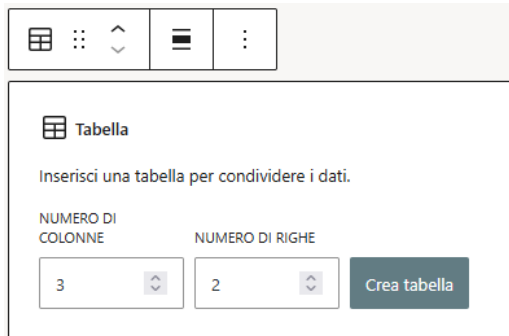 Tabella
Inserisci una tabella per condividere i dati.
NUMERO DI
COLONNE
NUMERO DI RIGHE
3
2
Crea tabella